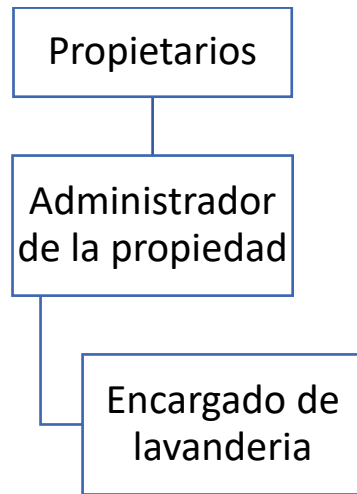 Propietarios
Administrador
de la propiedad
Encargado de
lavanderia